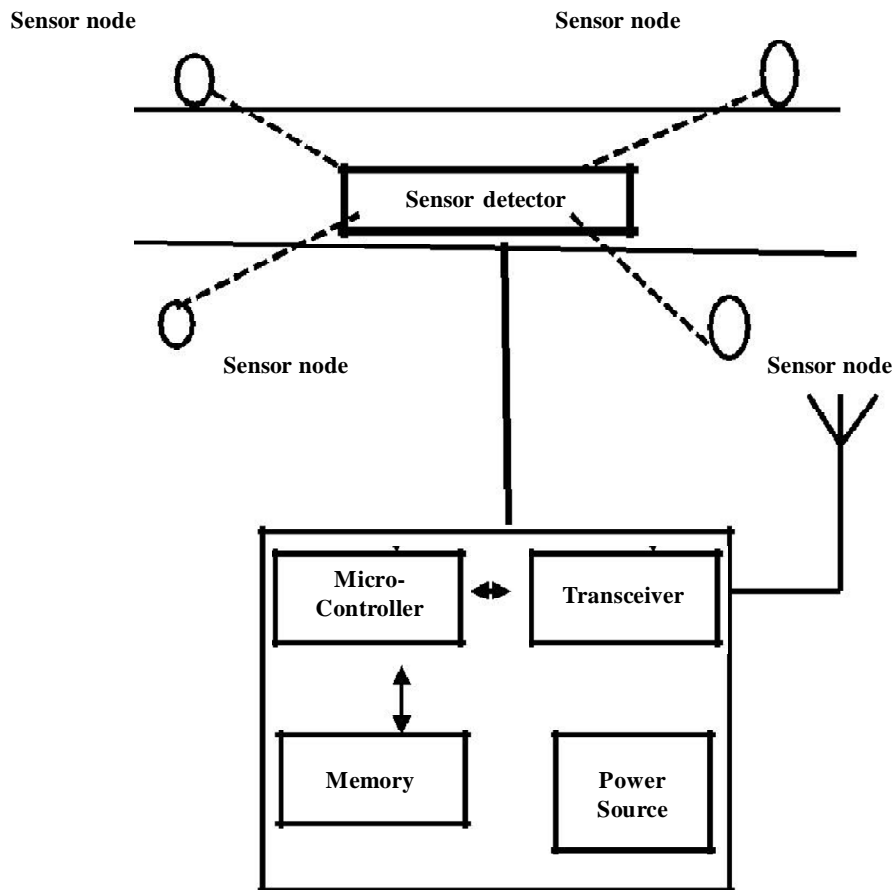 Sensor node
Sensor node
Sensor detector
Sensor node
Sensor node
Micro-
Controller
Transceiver
Memory
Power
Source